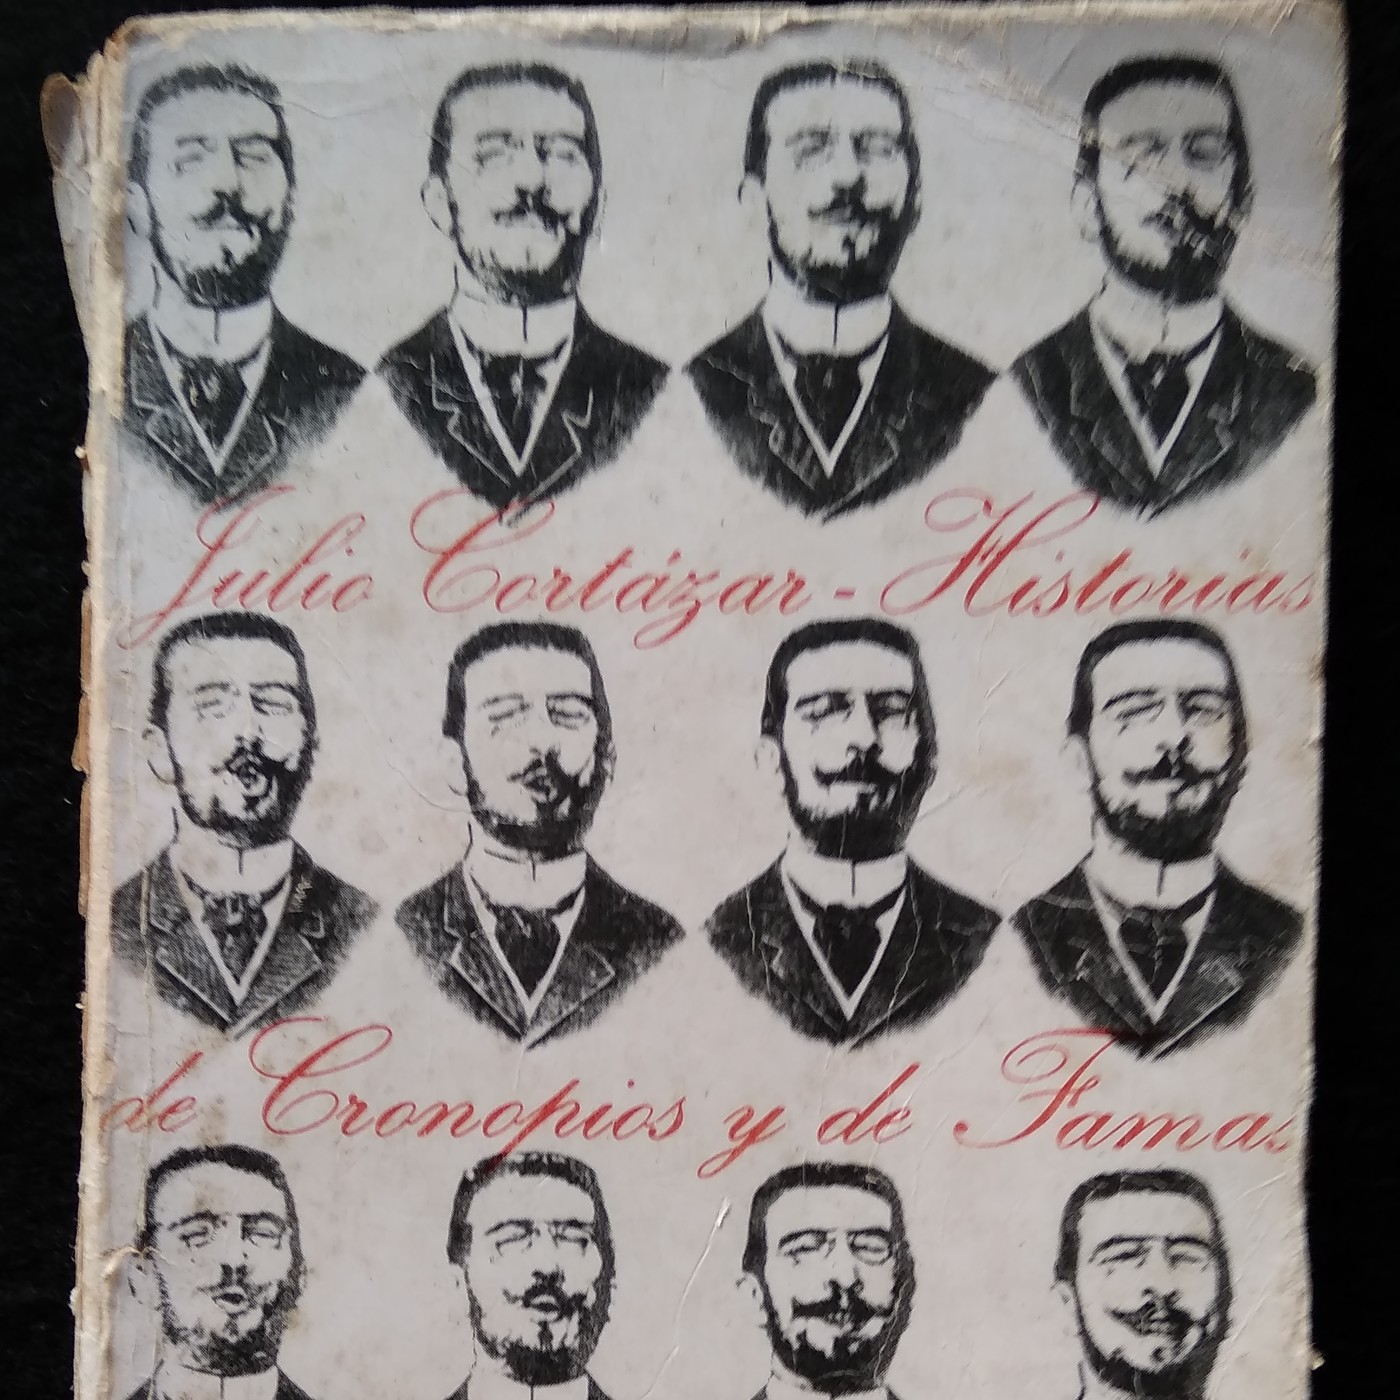 Julio Cortázar - Historias
de Cronopios y de Famas